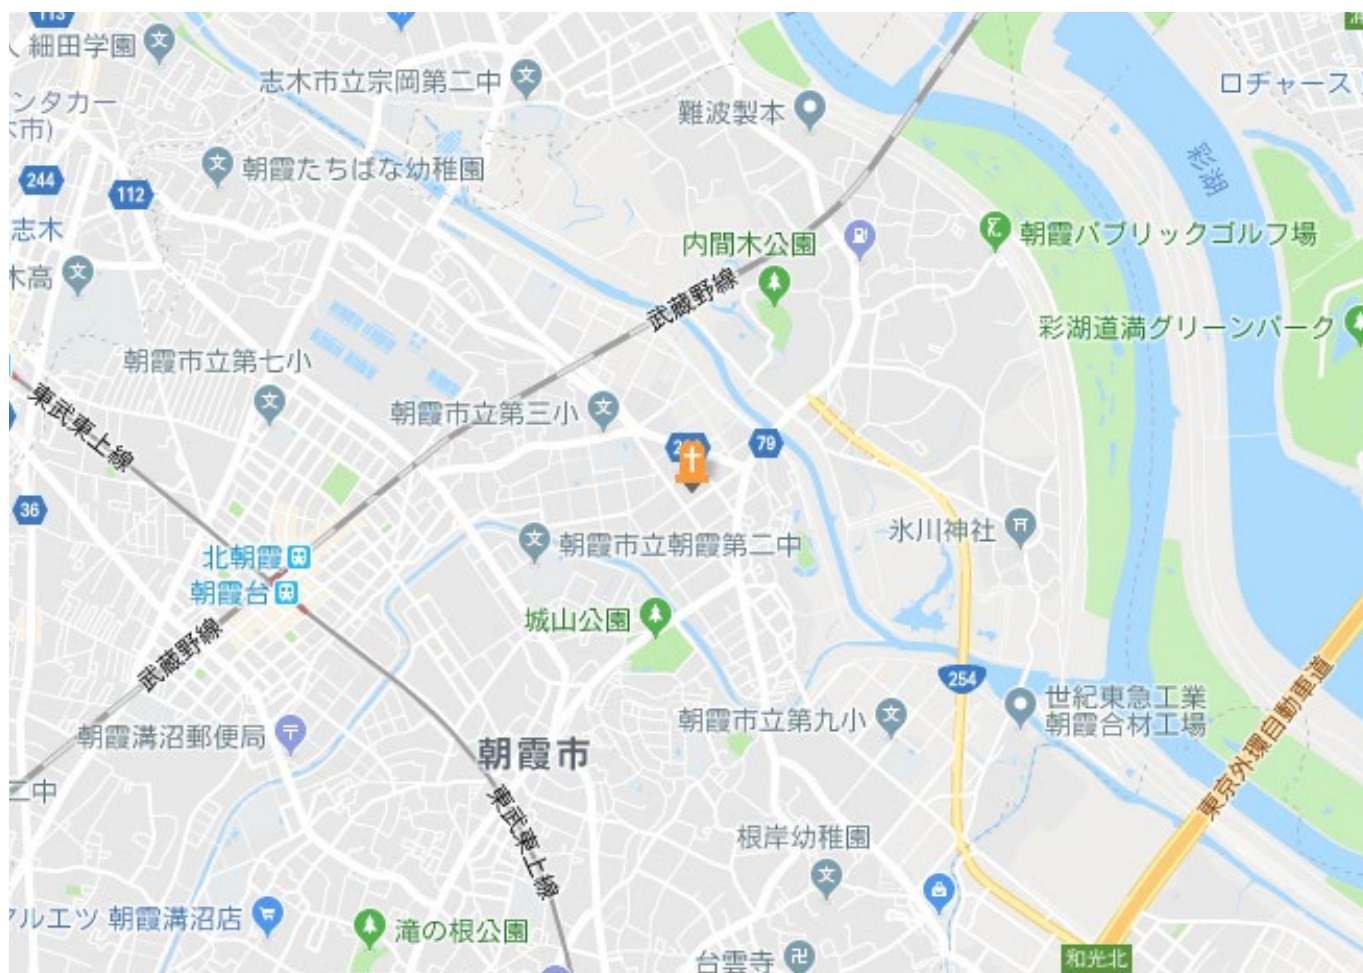 113
細田学園
志木市立宗岡第二中
難波製本
ロチャース
ンタカー
木市)
244
112
朝霞たちばな幼稚園
彩湖
志木
木高
内間木公園
朝霞パブリックゴルフ場
武蔵野線
彩湖道満グリーンパーク
朝霞市立第七小
東武東上線
朝霞市立第三小
79
36
北朝霞
朝霞台
朝霞市立朝霞第二中
氷川神社
城山公園
武蔵野線
254
世紀東急工業
朝霞合材工場
朝霞市立第九小
朝霞溝沼郵便局
朝霞市
二中
東武東上線
東京外環自動車道
根岸幼稚園
マルエツ 朝霞溝沼店
滝の根公園
台雲寺
和光北